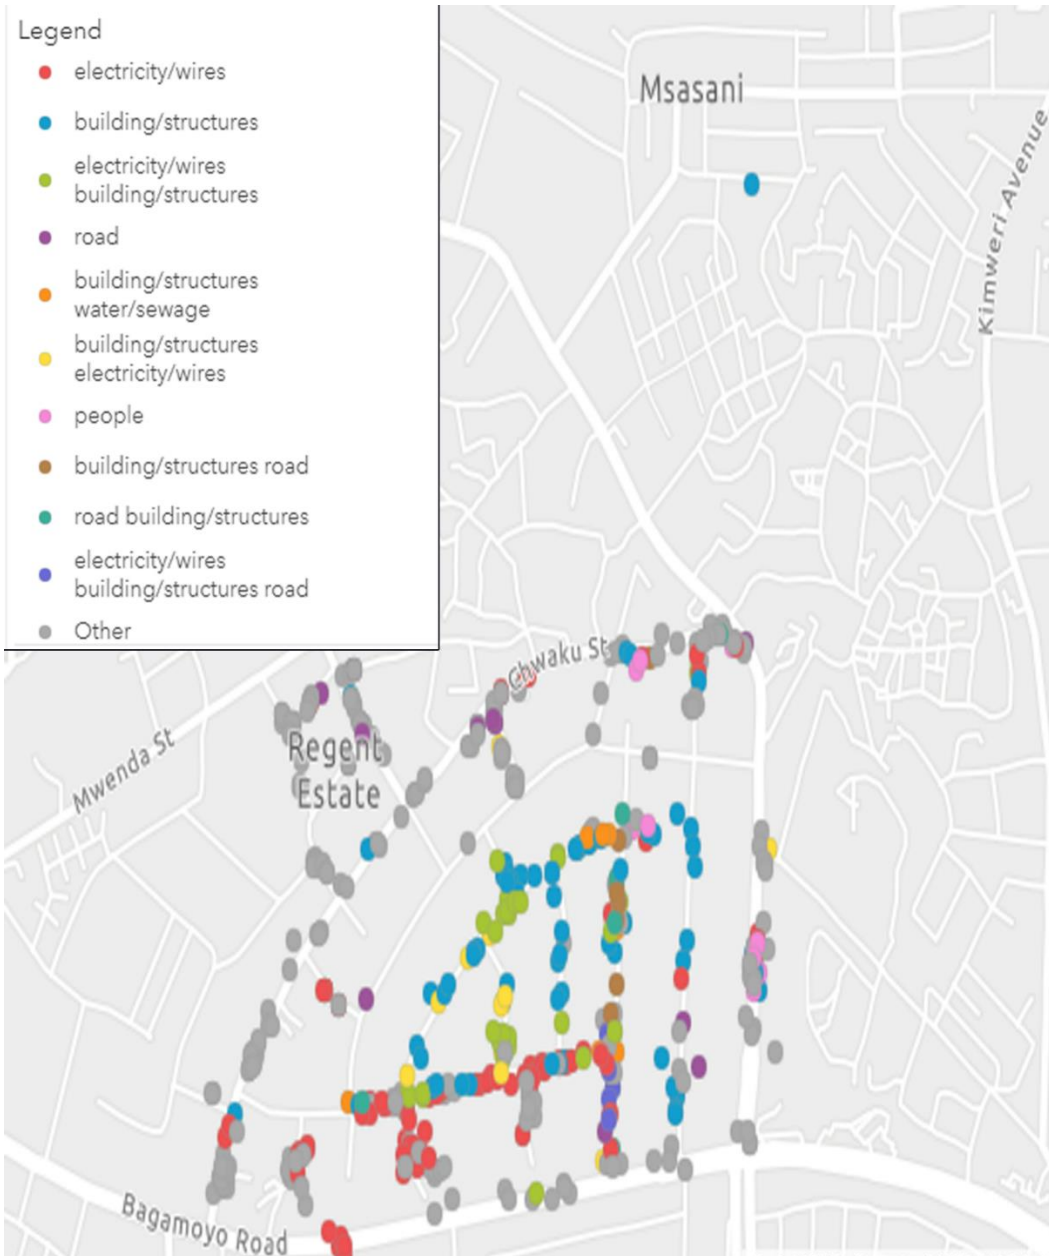 Legend
electricity/wires
building/structures
electricity/wires
building/structures
road
building/structures
water/sewage
building/structures
electricity/wires
people
building/structures road
road building/structures
electricity/wires
building/structures road
Other
Msasani
Kimweri Avenue
Chwaku St
Mwenda St
Regent
Estate
Bagamoyo Road